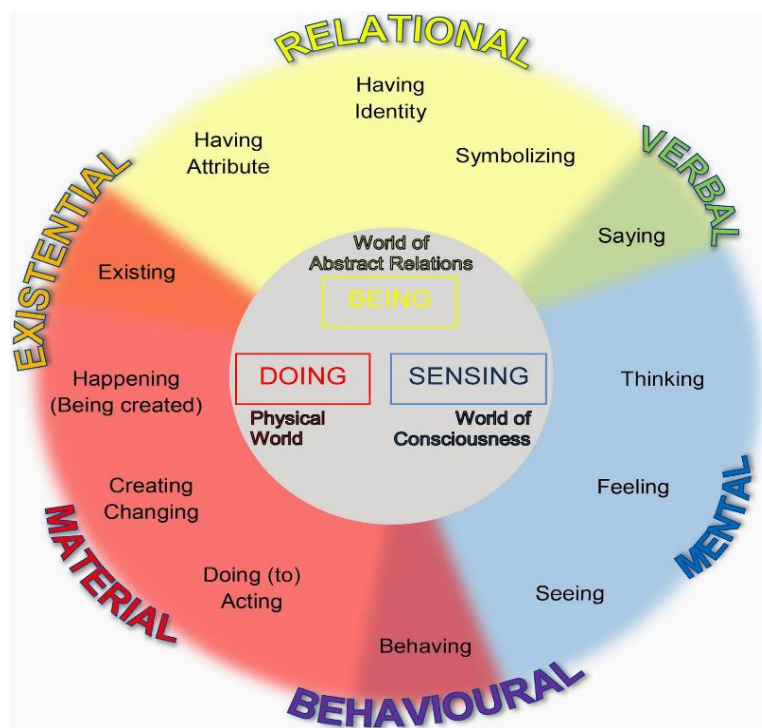 RELATIONAL
Having
Identity
Having
Attribute
Symbolizing
VERBAL
Saying
EXISTENTIAL
Existing
World of
Abstract Relations
BEING
DOING
SENSING
Physical
World
World of
Consciousness
Happening
(Being created)
Thinking
Creating
Changing
Feeling
MENTAL
MATERIAL
Doing (to)
Acting
Seeing
Behaving
BEHAVIOURAL